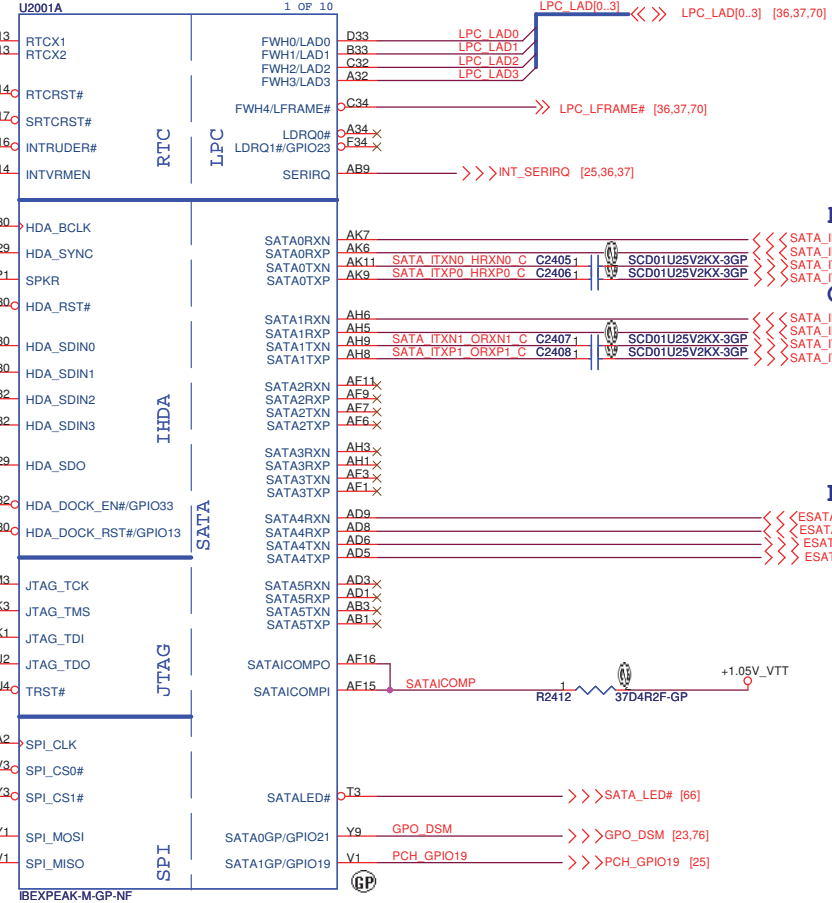 U2001A 1 OF 10
LPC_LAD[0..3] LPC_LAD[0..3] [36,37,70]
RTCX1 FWH0/LAD0 D33 LPC_LAD0
RTCX2 FWH1/LAD1 B33 LPC_LAD1
FWH2/LAD2 C32 LPC_LAD2
FWH3/LAD3 A32 LPC_LAD3
RTCRST#
FWH4/LFRAME# C34 LPC_LFRAME# [36,37,70]
SRTCRST#
RTC LPC
LDRQ0# A34
INTRUDER# LDRQ1#/GPIO23 F34
INTVRMEN SERIRQ AB9 INT_SERIRQ [25,36,37]
HDA_BCLK
SATA0RXN AK7
HDA_SYNC SATA0RXP AK6
SATA0TXN AK11 SATA_ITXN0_HRXN0_C C2405 1 SCD01U25V2KX-3GP
SPKR SATA0TXP AK9 SATA_ITXP0_HRXP0_C C2406 1 SCD01U25V2KX-3GP
HDA_RST#
SATA1RXN AH6
SATA1RXP AH5
HDA_SDIN0 SATA1TXN AH9 SATA_ITXN1_ORXN1_C C2407 1 SCD01U25V2KX-3GP
SATA1TXP AH8 SATA_ITXP1_ORXP1_C C2408 1 SCD01U25V2KX-3GP
HDA_SDIN1
SATA2RXN AF11
HDA_SDIN2 SATA2RXP AF9
SATA2TXN AF7
HDA_SDIN3 SATA2TXP AF6
IHDA
SATA3RXN AH3
HDA_SDO SATA3RXP AH1
SATA3TXN AF3
SATA3TXP AF1
HDA_DOCK_EN#/GPIO33
SATA
SATA4RXN AD9
HDA_DOCK_RST#/GPIO13 SATA4RXP AD8
SATA4TXN AD6
SATA4TXP AD5
JTAG_TCK SATA5RXN AD3
SATA5RXP AD1
JTAG_TMS SATA5TXN AB3
SATA5TXP AB1
JTAG_TDI
JTAG
JTAG_TDO SATAICOMPO AF16
+1.05V_VTT
TRST# SATAICOMPI AF15 SATAICOMP R2412 1 37D4R2F-GP
SPI_CLK
SPI_CS0#
SPI_CS1# SATALED# T3 SATA_LED# [66]
SPI_MOSI SATA0GP/GPIO21 Y9 GPO_DSM GPO_DSM [23,76]
SPI
SPI_MISO SATA1GP/GPIO19 V1 PCH_GPIO19 PCH_GPIO19 [25]
GP
IBEXPEAK-M-GP-NF